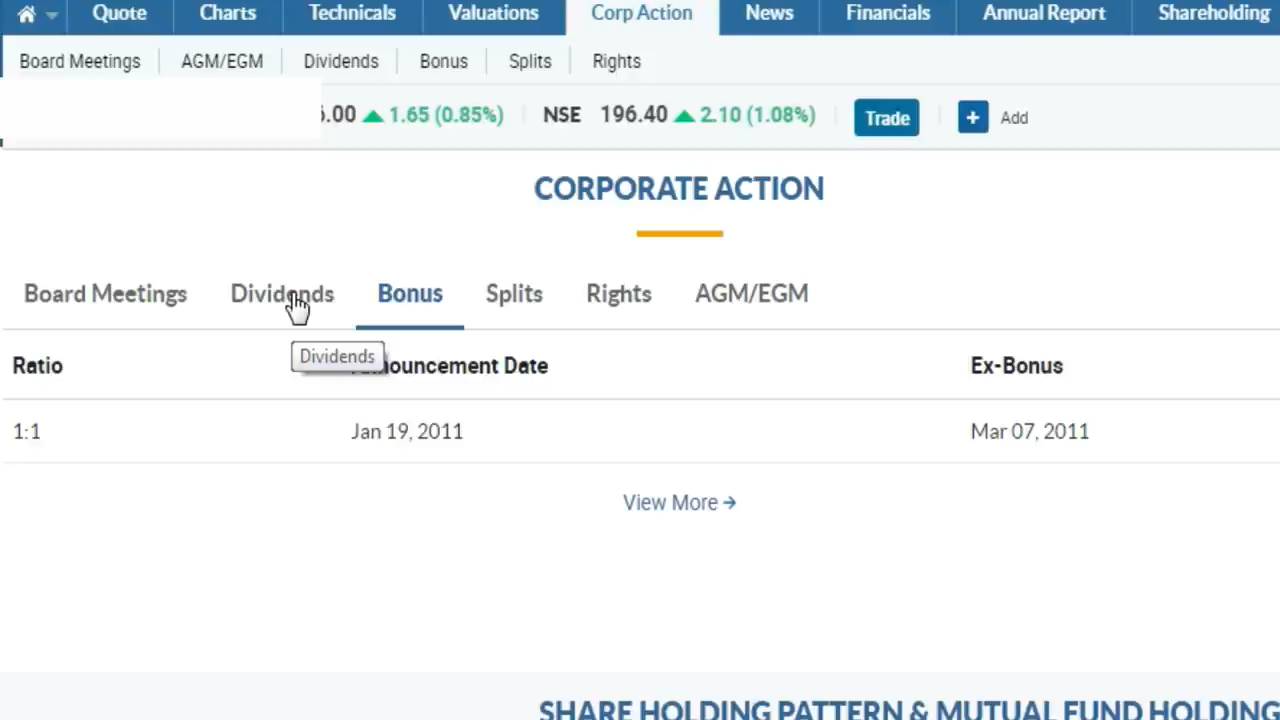 Quote Charts Technicals Valuations Corp Action News Financials Annual Report Shareholding
Board Meetings AGM/EGM Dividends Bonus Splits Rights
.00 1.65 (0.85%) NSE 196.40 2.10 (1.08%) Trade + Add
CORPORATE ACTION
Board Meetings Dividends Bonus Splits Rights AGM/EGM
Dividends
Ratio Announcement Date Ex-Bonus
1:1 Jan 19, 2011 Mar 07, 2011
View More →
SHARE HOLDING PATTERN & MUTUAL FUND HOLDING